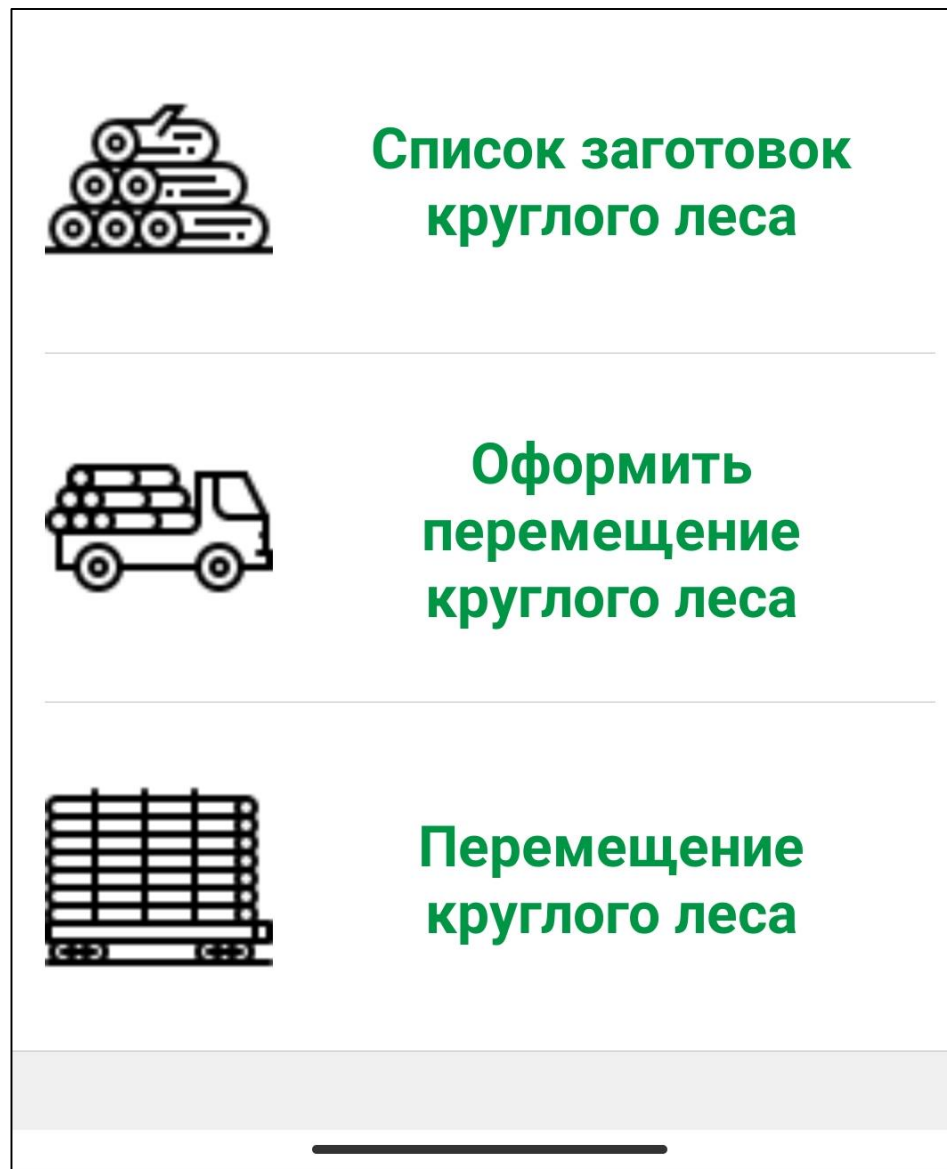 Список заготовок
круглого леса
Оформить
перемещение
круглого леса
Перемещение
круглого леса